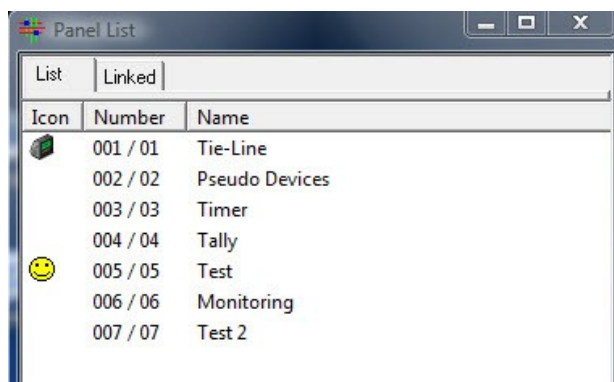 Panel List
List Linked
Icon Number Name
001 / 01 Tie-Line
002 / 02 Pseudo Devices
003 / 03 Timer
004 / 04 Tally
005 / 05 Test
006 / 06 Monitoring
007 / 07 Test 2